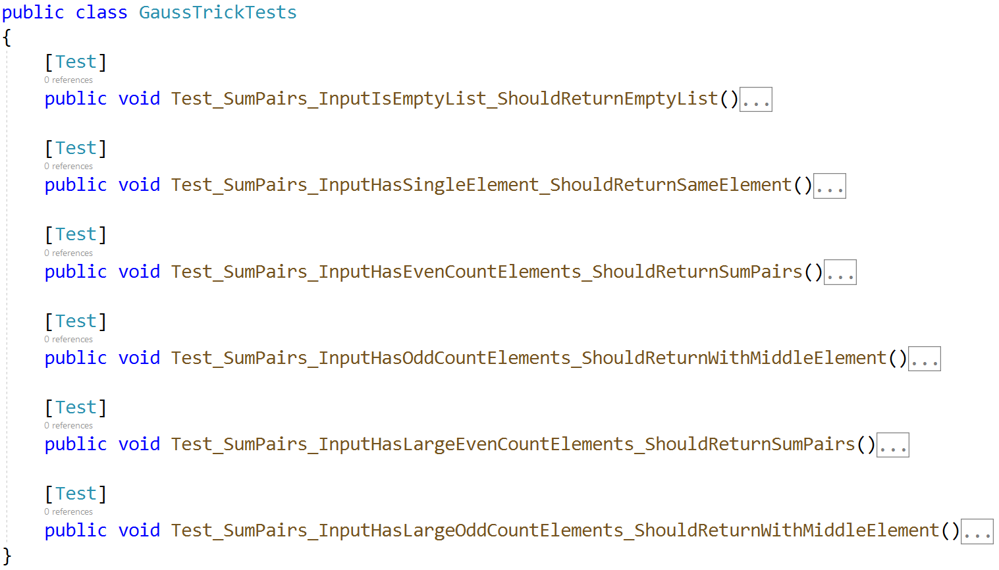 public class GaussTrickTests
{
[Test]
0 references
public void Test_SumPairs_InputIsEmptyList_ShouldReturnEmptyList()...
[Test]
0 references
public void Test_SumPairs_InputHasSingleElement_ShouldReturnSameElement()...
[Test]
0 references
public void Test_SumPairs_InputHasEvenCountElements_ShouldReturnSumPairs()...
[Test]
0 references
public void Test_SumPairs_InputHasOddCountElements_ShouldReturnWithMiddleElement()...
[Test]
0 references
public void Test_SumPairs_InputHasLargeEvenCountElements_ShouldReturnSumPairs()...
[Test]
0 references
public void Test_SumPairs_InputHasLargeOddCountElements_ShouldReturnWithMiddleElement()...
}